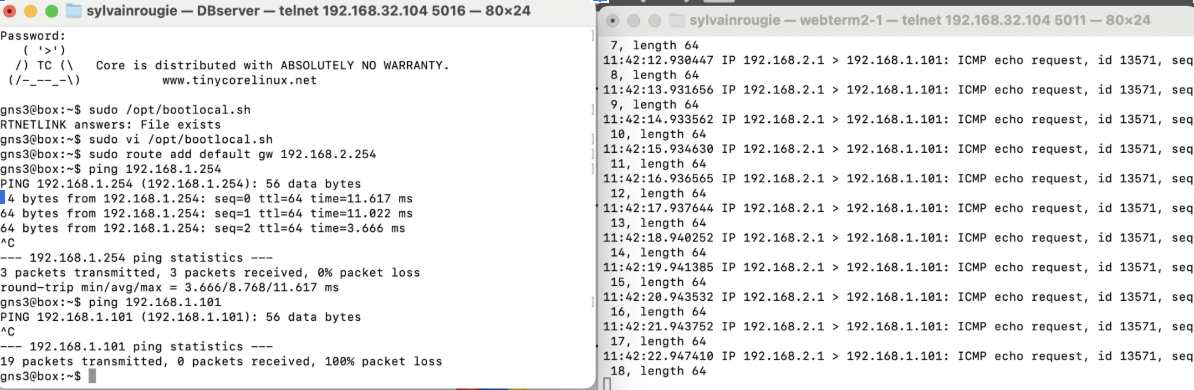 sylvainrougie — DBserver — telnet 192.168.32.104 5016 — 80×24
Password:
( '>')
/) TC (\   Core is distributed with ABSOLUTELY NO WARRANTY.
(/-_--_-\)           www.tinycorelinux.net
gns3@box:~$ sudo /opt/bootlocal.sh
RTNETLINK answers: File exists
gns3@box:~$ sudo vi /opt/bootlocal.sh
gns3@box:~$ sudo route add default gw 192.168.2.254
gns3@box:~$ ping 192.168.1.254
PING 192.168.1.254 (192.168.1.254): 56 data bytes
4 bytes from 192.168.1.254: seq=0 ttl=64 time=11.617 ms
64 bytes from 192.168.1.254: seq=1 ttl=64 time=11.022 ms
64 bytes from 192.168.1.254: seq=2 ttl=64 time=3.666 ms
^C
--- 192.168.1.254 ping statistics ---
3 packets transmitted, 3 packets received, 0% packet loss
round-trip min/avg/max = 3.666/8.768/11.617 ms
gns3@box:~$ ping 192.168.1.101
PING 192.168.1.101 (192.168.1.101): 56 data bytes
^C
--- 192.168.1.101 ping statistics ---
19 packets transmitted, 0 packets received, 100% packet loss
gns3@box:~$
sylvainrougie — webterm2-1 — telnet 192.168.32.104 5011 — 80×24
7, length 64
11:42:12.930447 IP 192.168.2.1 > 192.168.1.101: ICMP echo request, id 13571, seq
8, length 64
11:42:13.931656 IP 192.168.2.1 > 192.168.1.101: ICMP echo request, id 13571, seq
9, length 64
11:42:14.933562 IP 192.168.2.1 > 192.168.1.101: ICMP echo request, id 13571, seq
10, length 64
11:42:15.934630 IP 192.168.2.1 > 192.168.1.101: ICMP echo request, id 13571, seq
11, length 64
11:42:16.936565 IP 192.168.2.1 > 192.168.1.101: ICMP echo request, id 13571, seq
12, length 64
11:42:17.937644 IP 192.168.2.1 > 192.168.1.101: ICMP echo request, id 13571, seq
13, length 64
11:42:18.940252 IP 192.168.2.1 > 192.168.1.101: ICMP echo request, id 13571, seq
14, length 64
11:42:19.941385 IP 192.168.2.1 > 192.168.1.101: ICMP echo request, id 13571, seq
15, length 64
11:42:20.943532 IP 192.168.2.1 > 192.168.1.101: ICMP echo request, id 13571, seq
16, length 64
11:42:21.943752 IP 192.168.2.1 > 192.168.1.101: ICMP echo request, id 13571, seq
17, length 64
11:42:22.947410 IP 192.168.2.1 > 192.168.1.101: ICMP echo request, id 13571, seq
18, length 64